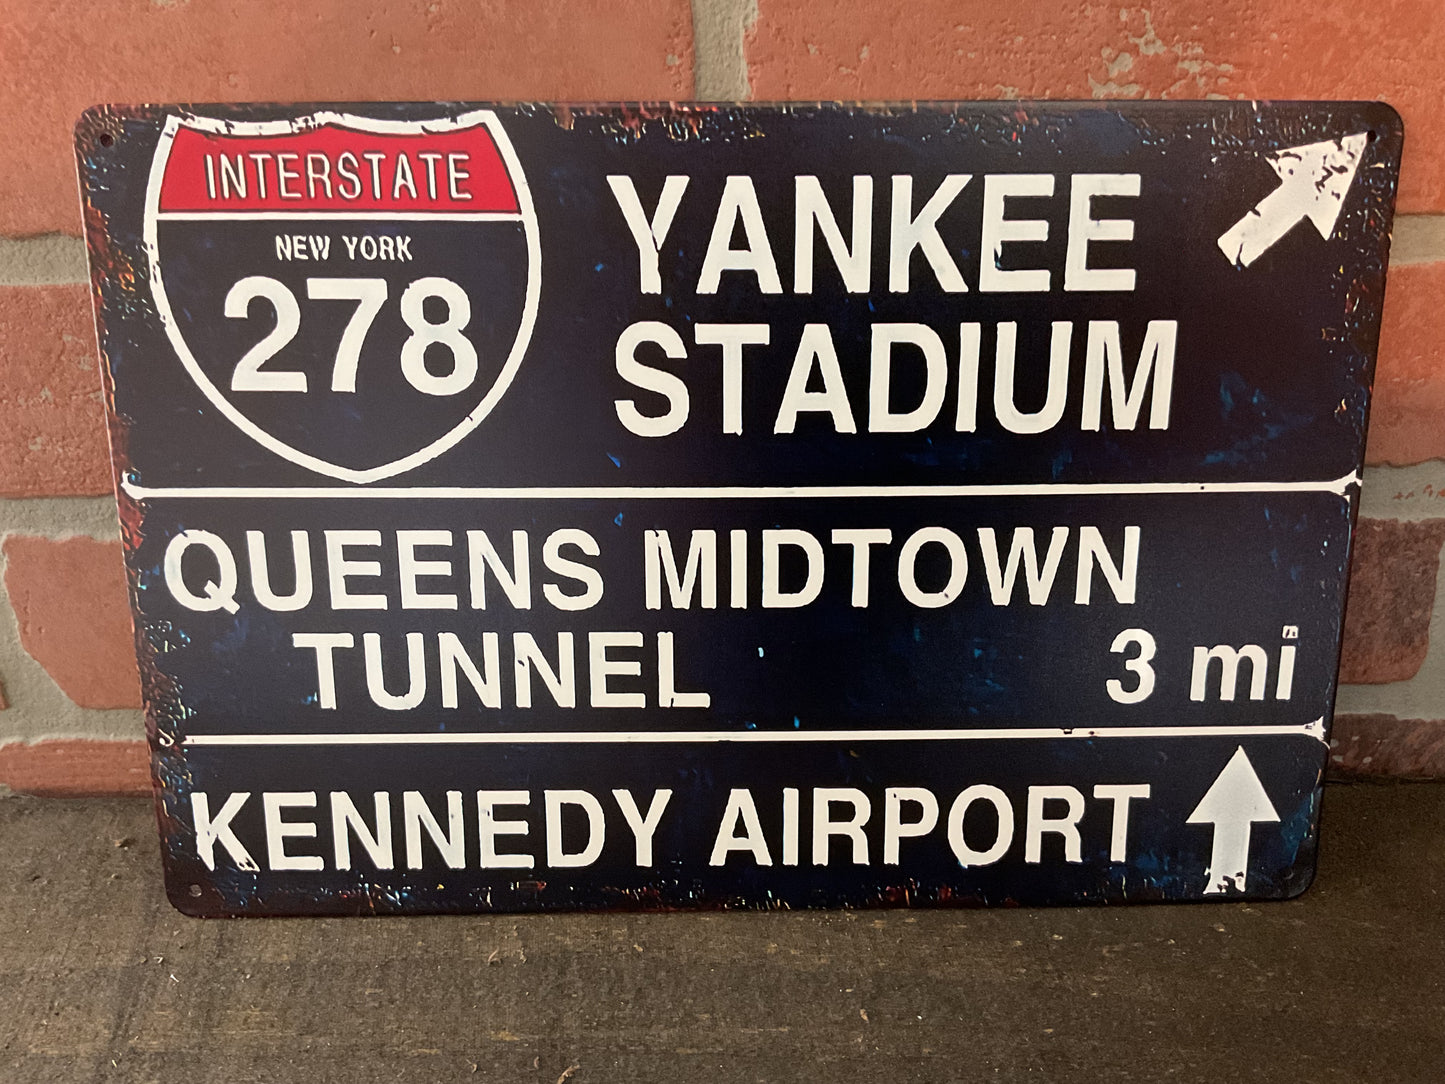 INTERSTATE
NEW YORK
278
YANKEE
STADIUM
QUEENS MIDTOWN
TUNNEL 3 mi
KENNEDY AIRPORT